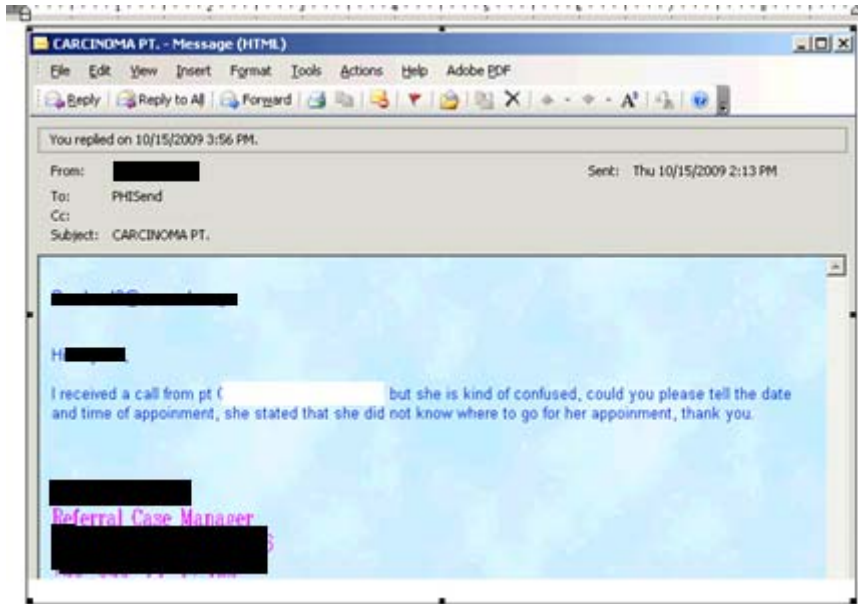 CARCINOMA PT. - Message (HTML)
File Edit View Insert Format Tools Actions Help Adobe PDF
Reply Reply to All Forward
You replied on 10/15/2009 3:56 PM.
From: Sent: Thu 10/15/2009 2:13 PM
To: PHISend
Cc:
Subject: CARCINOMA PT.
I received a call from pt ( but she is kind of confused, could you please tell the date
and time of appoinment, she stated that she did not know where to go for her appoinment, thank you.
Referral Case Manager